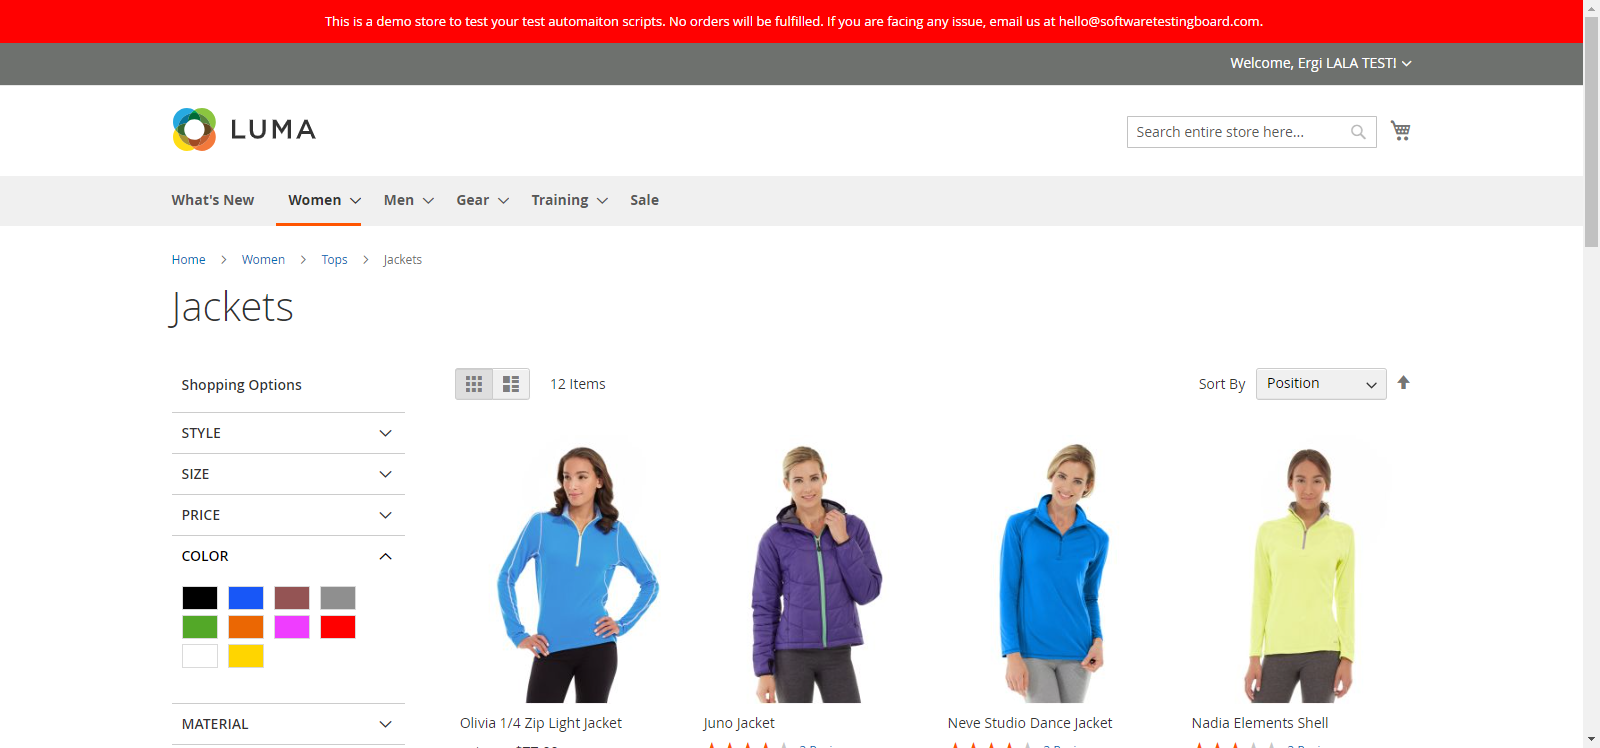 This is a demo store to test your test automaiton scripts. No orders will be fulfilled. If you are facing any issue, email us at hello@softwaretestingboard.com.
Welcome, Ergi LALA TEST!
LUMA
Search entire store here...
What's New Women Men Gear Training Sale
Home Women Tops Jackets
Jackets
Shopping Options
12 Items
Sort By Position
STYLE
SIZE
PRICE
COLOR
MATERIAL
Olivia 1/4 Zip Light Jacket
Juno Jacket
Neve Studio Dance Jacket
Nadia Elements Shell